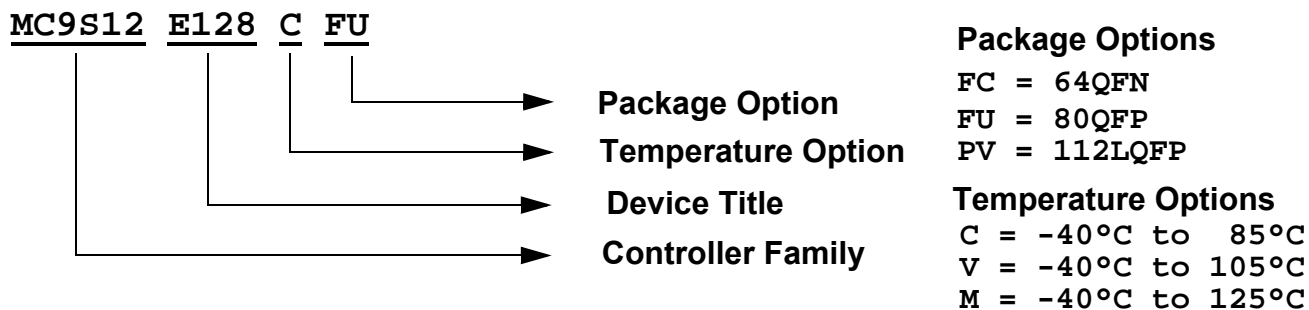 MC9S12 E128 C FU
Package Option
Temperature Option
Device Title
Controller Family
Package Options
FC = 64QFN
FU = 80QFP
PV = 112LQFP
Temperature Options
C = -40°C to 85°C
V = -40°C to 105°C
M = -40°C to 125°C